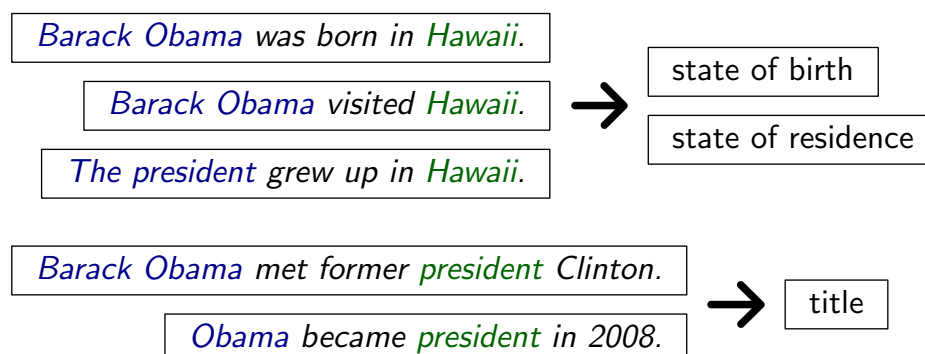 Barack Obama was born in Hawaii.
Barack Obama visited Hawaii.
The president grew up in Hawaii.
state of birth
state of residence
Barack Obama met former president Clinton.
Obama became president in 2008.
title